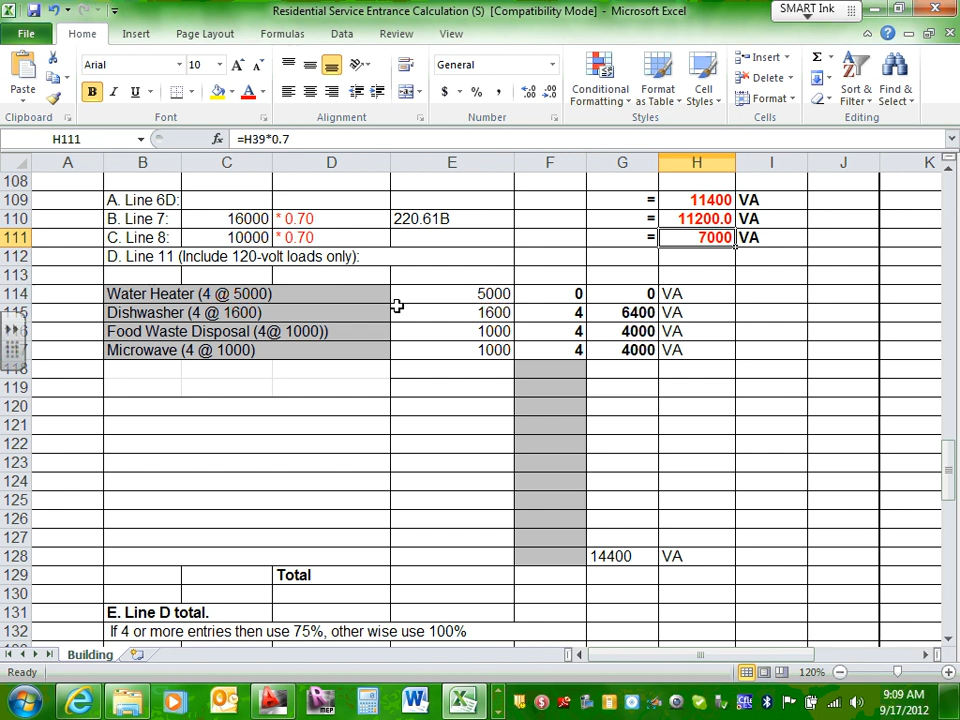 Residential Service Entrance Calculation (S) [Compatibility Mode] - Microsoft Excel
SMART Ink
File Home Insert Page Layout Formulas Data Review View
Paste
Arial 10
B I U
General
$ % ,
Conditional Formatting
Format as Table
Cell Styles
Insert
Delete
Format
Σ
Sort & Filter
Find & Select
Clipboard Font Alignment Number Styles Cells Editing
H111 fx =H39*0.7
A B C D E F G H I J K
108
109 A. Line 6D: = 11400 VA
110 B. Line 7: 16000 * 0.70 220.61B = 11200.0 VA
111 C. Line 8: 10000 * 0.70 = 7000 VA
112 D. Line 11 (Include 120-volt loads only):
113
114 Water Heater (4 @ 5000) 5000 0 0 VA
115 Dishwasher (4 @ 1600) 1600 4 6400 VA
Food Waste Disposal (4@ 1000)) 1000 4 4000 VA
Microwave (4 @ 1000) 1000 4 4000 VA
118
119
120
121
122
123
124
125
126
127
128 14400 VA
129 Total
130
131 E. Line D total.
132 If 4 or more entries then use 75%, other wise use 100%
Building
Ready 120%
9:09 AM
9/17/2012